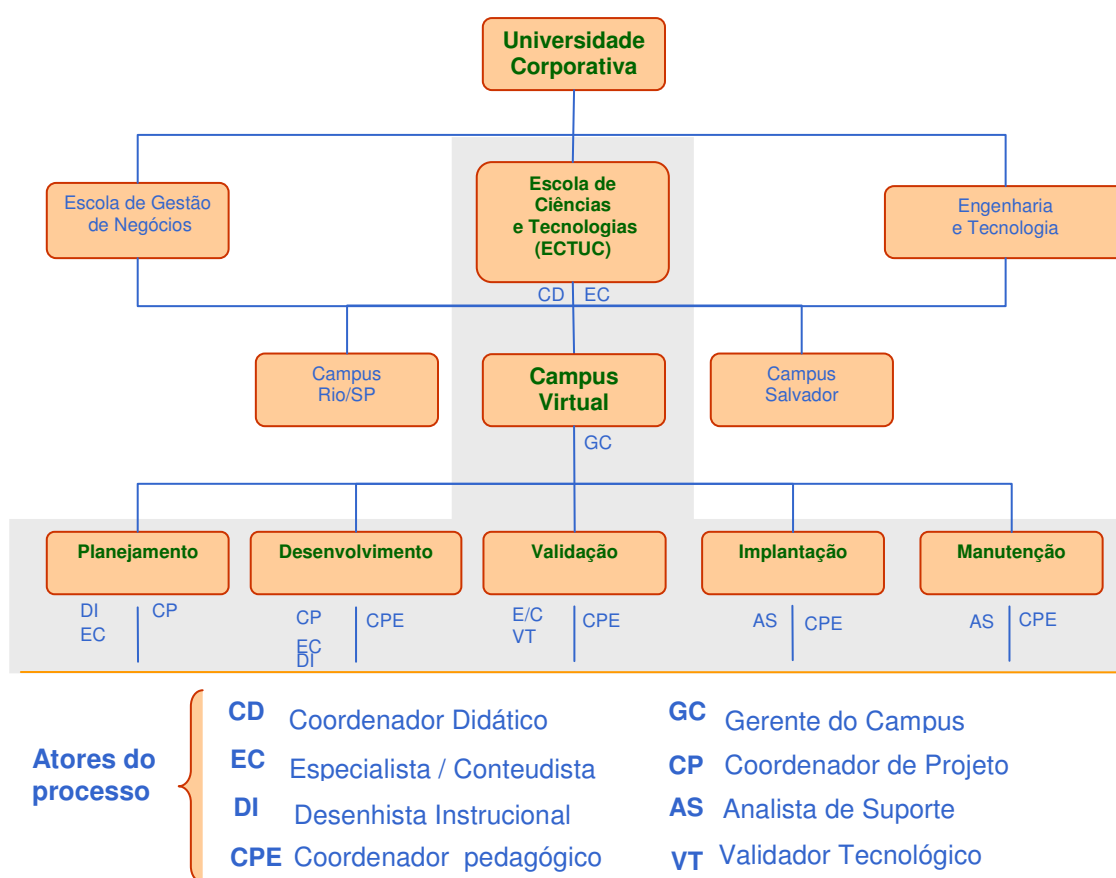 Universidade
Corporativa
Escola de Gestão
de Negócios
Escola de
Ciências
e Tecnologias
(ECTUC)
Engenharia
e Tecnologia
CD
EC
Campus
Rio/SP
Campus
Virtual
Campus
Salvador
GC
Planejamento
Desenvolvimento
Validação
Implantação
Manutenção
DI
EC
CP
CP
EC
DI
CPE
E/C
VT
CPE
AS
CPE
AS
CPE
Atores do
processo
CD Coordenador Didático
EC Especialista / Conteudista
DI Desenhista Instrucional
CPE Coordenador pedagógico
GC Gerente do Campus
CP Coordenador de Projeto
AS Analista de Suporte
VT Validador Tecnológico